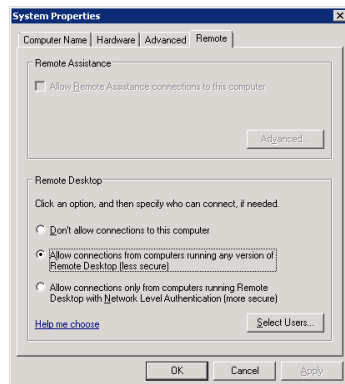 System Properties
Computer Name Hardware Advanced Remote
Remote Assistance
Allow Remote Assistance connections to this computer
Advanced...
Remote Desktop
Click an option, and then specify who can connect, if needed.
Don't allow connections to this computer
Allow connections from computers running any version of
Remote Desktop (less secure)
Allow connections only from computers running Remote
Desktop with Network Level Authentication (more secure)
Help me choose
Select Users...
OK Cancel Apply